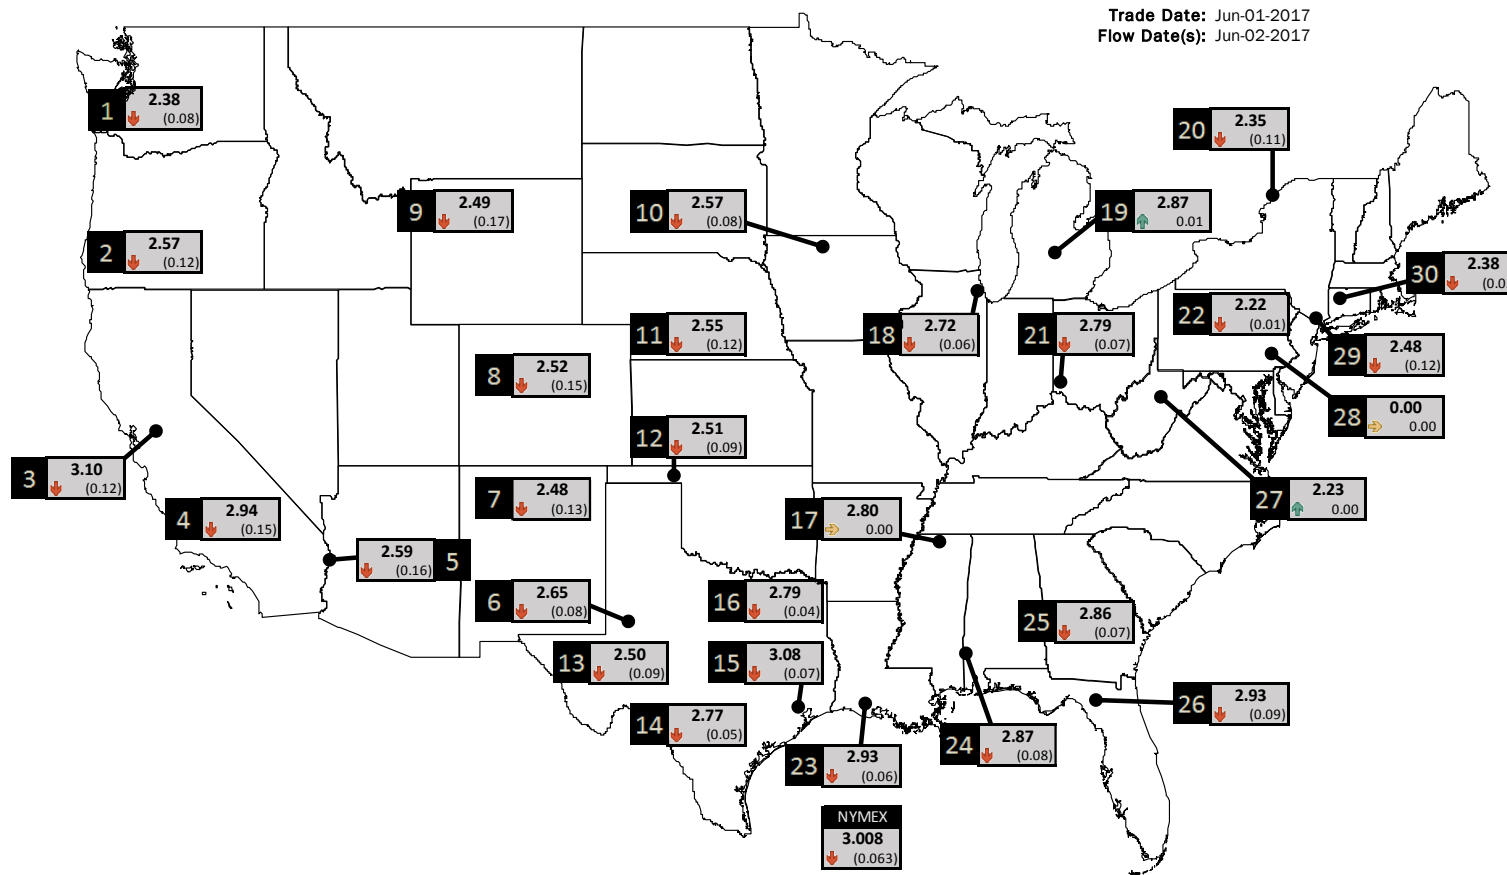 Trade Date: Jun-01-2017
Flow Date(s): Jun-02-2017
1 2.38 (0.08)
2 2.57 (0.12)
3 3.10 (0.12)
4 2.94 (0.15)
2.59 (0.16) 5
6 2.65 (0.08)
7 2.48 (0.13)
8 2.52 (0.15)
9 2.49 (0.17)
10 2.57 (0.08)
11 2.55 (0.12)
12 2.51 (0.09)
13 2.50 (0.09)
14 2.77 (0.05)
15 3.08 (0.07)
16 2.79 (0.04)
17 2.80 0.00
18 2.72 (0.06)
19 2.87 0.01
20 2.35 (0.11)
21 2.79 (0.07)
22 2.22 (0.01)
23 2.93 (0.06)
24 2.87 (0.08)
25 2.86 (0.07)
26 2.93 (0.09)
27 2.23 0.00
28 0.00 0.00
29 2.48 (0.12)
30 2.38
NYMEX
3.008
(0.063)